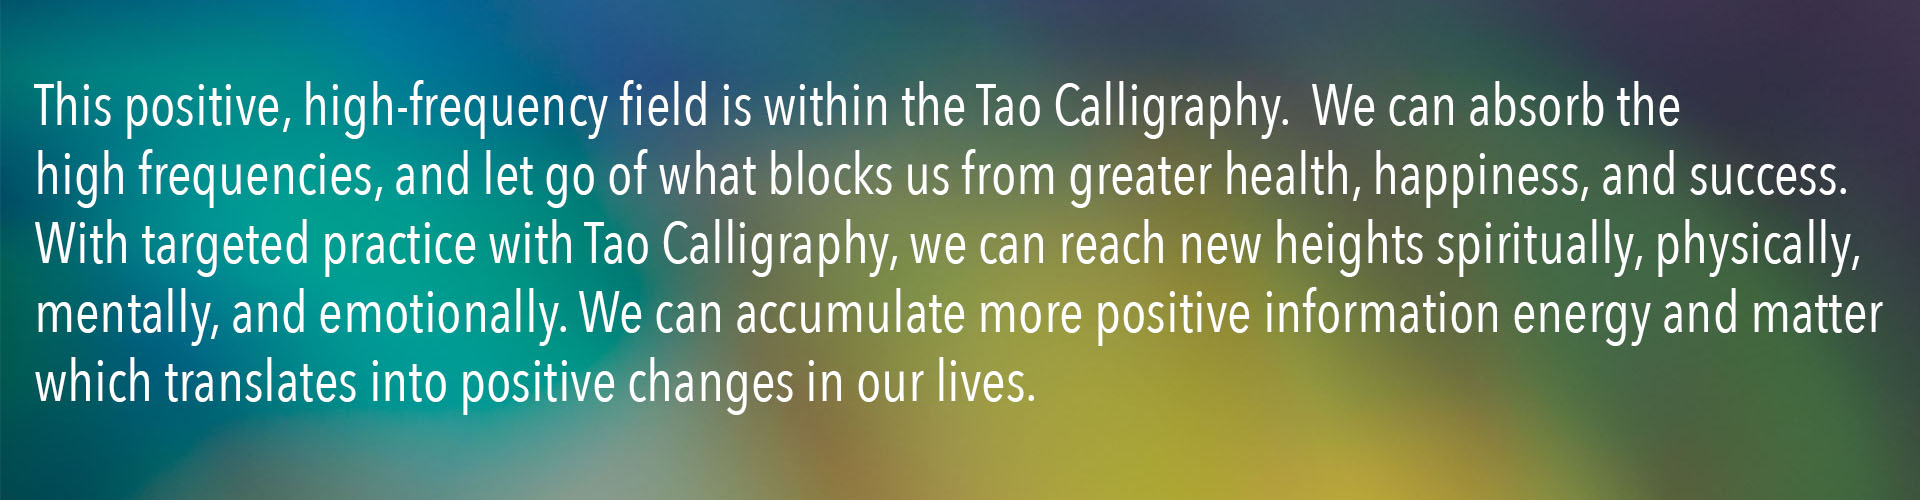 This positive, high-frequency field is within the Tao Calligraphy.  We can absorb the
high frequencies, and let go of what blocks us from greater health, happiness, and success.
With targeted practice with Tao Calligraphy, we can reach new heights spiritually, physically,
mentally, and emotionally. We can accumulate more positive information energy and matter
which translates into positive changes in our lives.